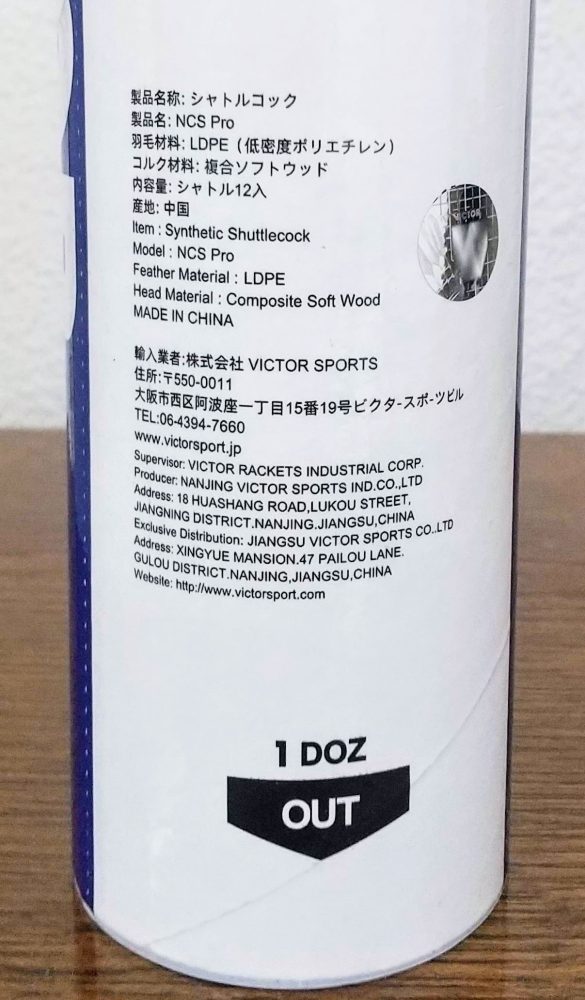 製品名称: シャトルコック
製品名: NCS Pro
羽毛材料: LDPE（低密度ポリエチレン）
コルク材料: 複合ソフトウッド
内容量: シャトル12入
産地: 中国
Item : Synthetic Shuttlecock
Model : NCS Pro
Feather Material : LDPE
Head Material : Composite Soft Wood
MADE IN CHINA
VICTOR
輸入業者:株式会社 VICTOR SPORTS
住所:〒550-0011
大阪市西区阿波座一丁目15番19号ビクタ-スポ-ツビル
TEL:06-4394-7660
www.victorsport.jp
Supervisor: VICTOR RACKETS INDUSTRIAL CORP.
Producer: NANJING VICTOR SPORTS IND.CO.,LTD
Address: 18 HUASHANG ROAD,LUKOU STREET,
JIANGNING DISTRICT.NANJING.JIANGSU,CHINA
Exclusive Distribution: JIANGSU VICTOR SPORTS CO.,LTD
Address: XINGYUE MANSION.47 PAILOU LANE.
GULOU DISTRICT.NANJING,JIANGSU,CHINA
Website: http://www.victorsport.com
1 DOZ
OUT